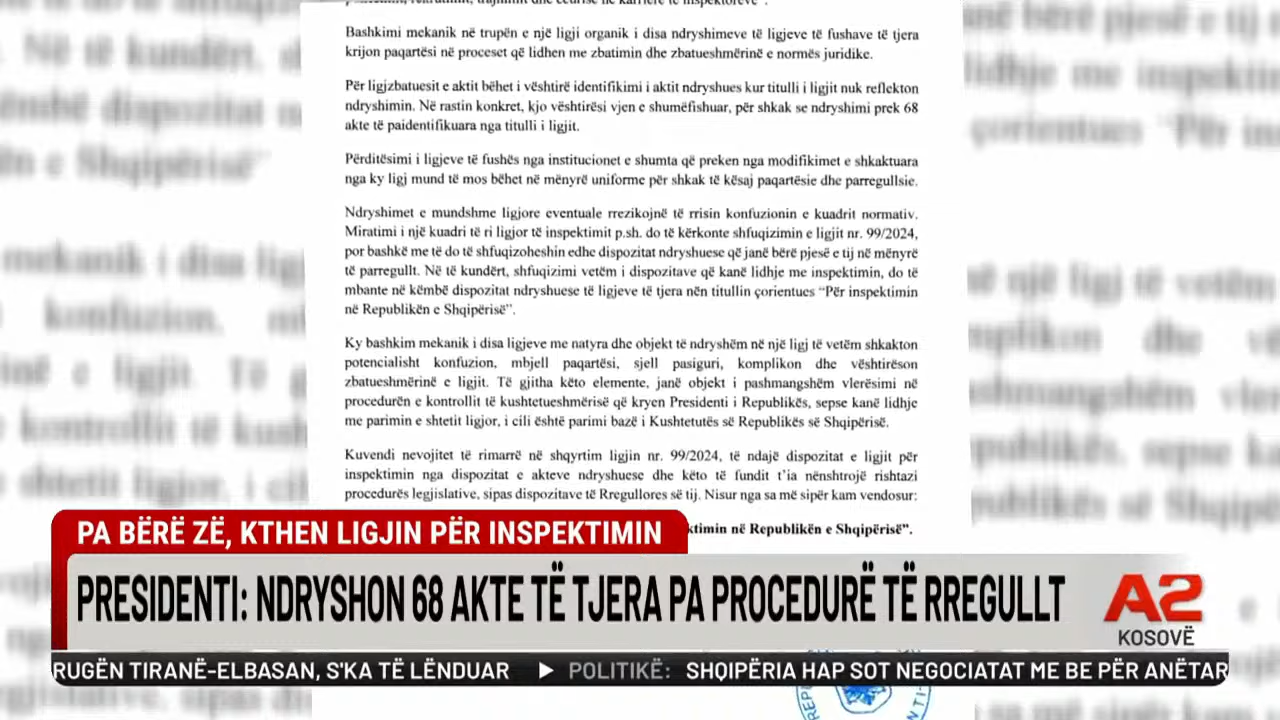 Bashkimi mekanik në trupën e një ligji organik i disa ndryshimeve të ligjeve të fushave të tjera
krijon paqartësi në proceset që lidhen me zbatimin dhe zbatueshmërinë e normës juridike.
Për ligjzbatuesit e aktit bëhet i vështirë identifikimi i aktit ndryshues kur titulli i ligjit nuk reflekton
ndryshimin. Në rastin konkret, kjo vështirësi vjen e shumëfishuar, për shkak se ndryshimi prek 68
akte të paidentifikuara nga titulli i ligjit.
Përditësimi i ligjeve të fushës nga institucionet e shumta që preken nga modifikimet e shkaktuara
nga ky ligj mund të mos bëhet në mënyrë uniforme për shkak të kësaj paqartësie dhe parregullsie.
Ndryshimet e mundshme ligjore eventuale rrezikojnë të rrisin konfuzionin e kuadrit normativ.
Miratimi i një kuadri të ri ligjor të inspektimit p.sh. do të kërkonte shfuqizimin e ligjit nr. 99/2024,
por bashkë me të do të shfuqizoheshin edhe dispozitat ndryshuese që janë bërë pjesë e tij në mënyrë
të parregullt. Në të kundërt, shfuqizimi vetëm i dispozitave që kanë lidhje me inspektimin, do të
mbante në këmbë dispozitat ndryshuese të ligjeve të tjera nën titullin çorientues “Për inspektimin
në Republikën e Shqipërisë”.
Ky bashkim mekanik i disa ligjeve me natyra dhe objekt të ndryshëm në një ligj të vetëm shkakton
potencialisht konfuzion, mbjell paqartësi, sjell pasiguri, komplikon dhe vështirëson
zbatueshmërinë e ligjit. Të gjitha këto elemente, janë objekt i pashmangshëm vlerësimi në
procedurën e kontrollit të kushtetueshmërisë që kryen Presidenti i Republikës, sepse kanë lidhje
me parimin e shtetit ligjor, i cili është parimi bazë i Kushtetutës së Republikës së Shqipërisë.
Kuvendi nevojitet të rimarrë në shqyrtim ligjin nr. 99/2024, të ndajë dispozitat e ligjit për
inspektimin nga dispozitat e akteve ndryshuese dhe këto të fundit t’ia nënshtrojë rishtazi
procedurës legjislative, sipas dispozitave të Rregullores së tij. Nisur nga sa më sipër kam vendosur:
ktimin në Republikën e Shqipërisë”.
PA BËRË ZË, KTHEN LIGJIN PËR INSPEKTIMIN
PRESIDENTI: NDRYSHON 68 AKTE TË TJERA PA PROCEDURË TË RREGULLT
A2
KOSOVË
RUGËN TIRANË-ELBASAN, S'KA TË LËNDUAR ▶ POLITIKË: SHQIPËRIA HAP SOT NEGOCIATAT ME BE PËR ANËTAR